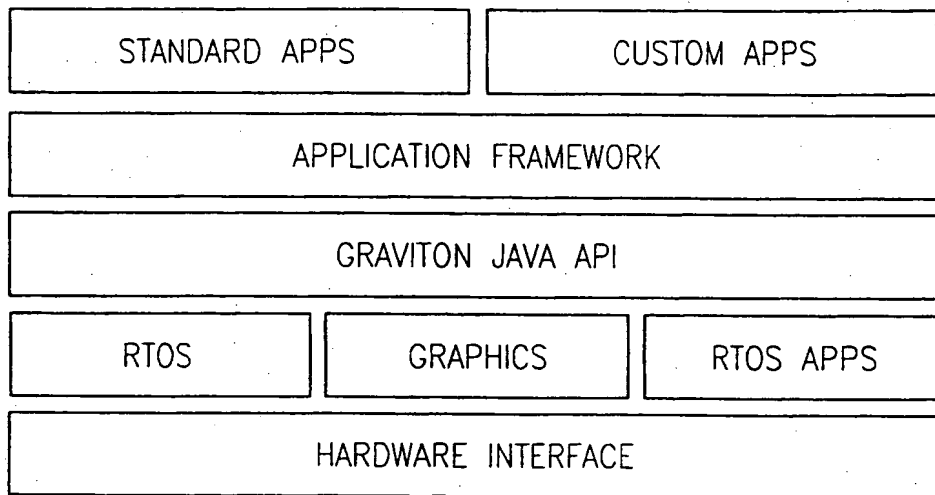 STANDARD APPS
CUSTOM APPS
APPLICATION FRAMEWORK
GRAVITON JAVA API
RTOS
GRAPHICS
RTOS APPS
HARDWARE INTERFACE